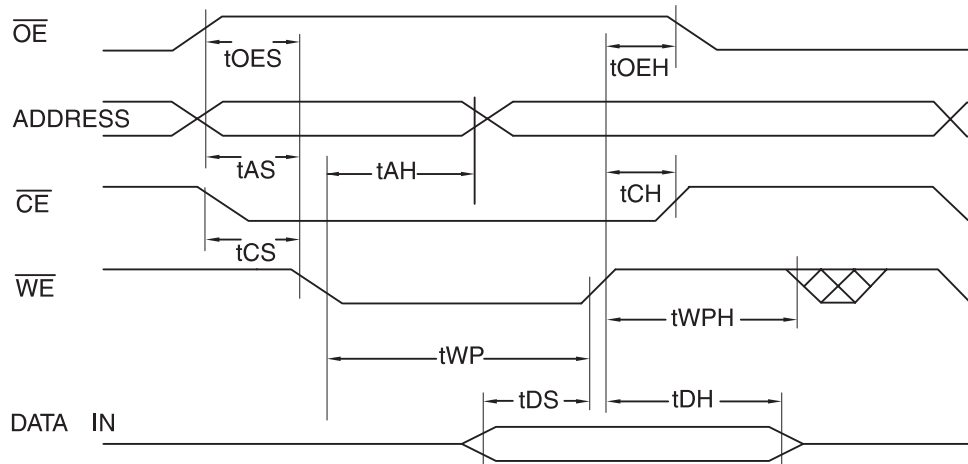 OE
tOES
tOEH
ADDRESS
tAS
tAH
CE
tCH
tCS
WE
tWPH
tWP
tDS
tDH
DATA IN